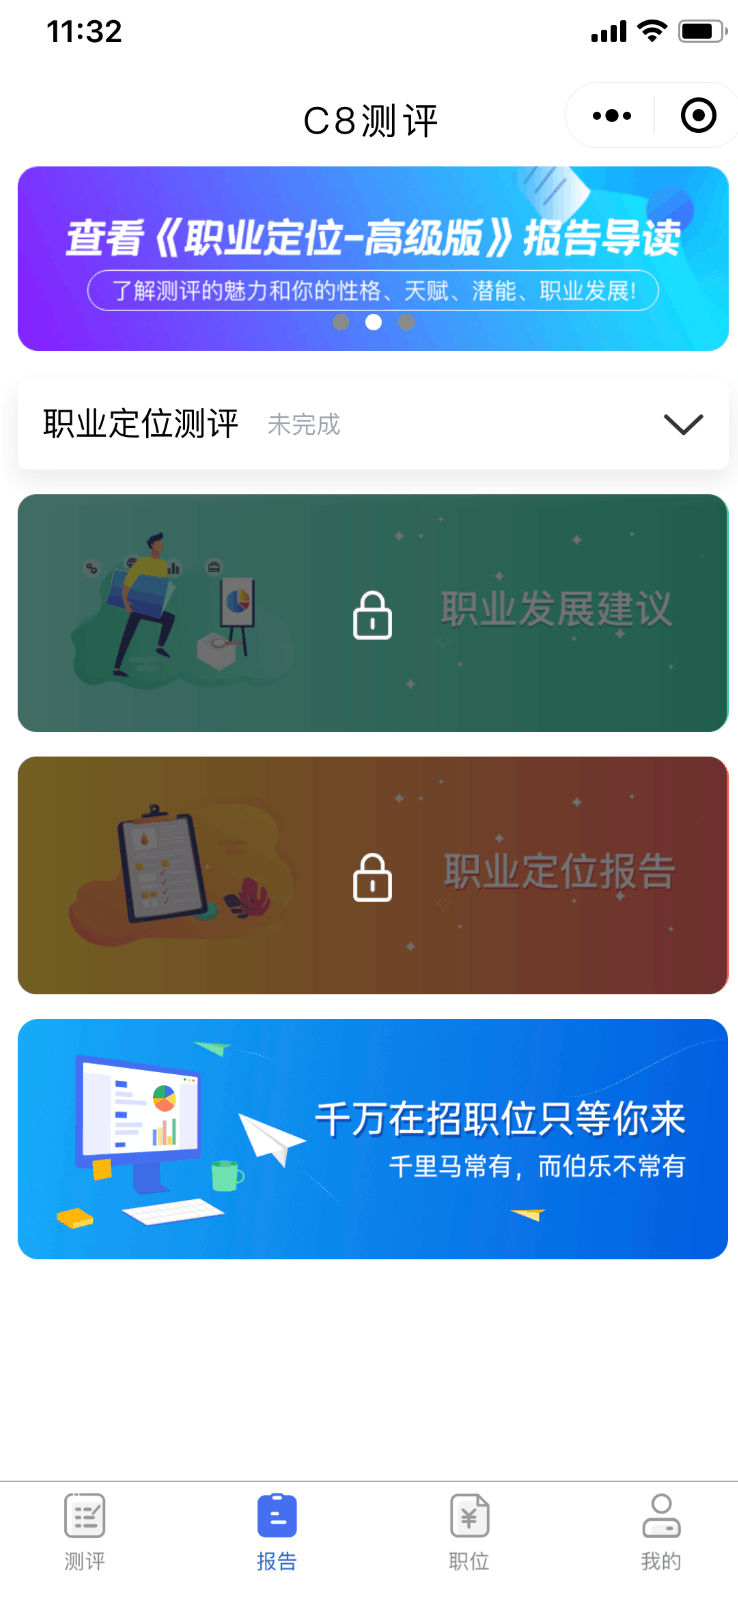 11:32
C8测评
查看《职业定位-高级版》报告导读
了解测评的魅力和你的性格、天赋、潜能、职业发展!
职业定位测评 未完成
职业发展建议
职业定位报告
千万在招职位只等你来
千里马常有，而伯乐不常有
测评 报告 职位 我的